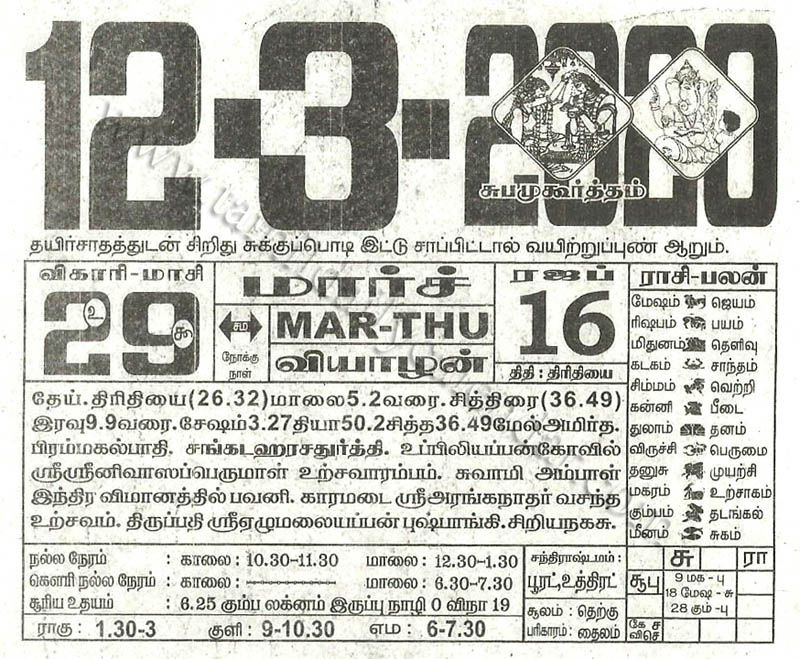 12-3-2020
சுபமுகூர்த்தம்
தயிர்சாதத்துடன் சிறிது சுக்குப்பொடி இட்டு சாப்பிட்டால் வயிற்றுப்புண் ஆறும்.
விகாரி-மாசி
29
உ
கூ
சம
நோக்கு
நாள்
மார்ச்
MAR-THU
வியாழன்
ரஜப்
16
திதி : திரிதியை
ராசி-பலன்
மேஷம் ஜெயம்
ரிஷபம் பயம்
மிதுனம் தெளிவு
கடகம் சாந்தம்
சிம்மம் வெற்றி
கன்னி பீடை
துலாம் தனம்
விருச்சி பெருமை
தனுசு முயற்சி
மகரம் உற்சாகம்
கும்பம் தடங்கல்
மீனம் சுகம்
தேய்.திரிதியை(26.32)மாலை5.2வரை.சித்திரை(36.49)
இரவு9.9வரை.சேஷம்3.27தியா50.2சித்த36.49மேல்அமிர்த.
பிரம்மகல்பாதி. சங்கடஹரசதுர்த்தி. உப்பிலியப்பன்கோவில்
ஸ்ரீஸ்ரீனிவாஸப்பெருமாள் உற்சவாரம்பம். சுவாமி அம்பாள்
இந்திர விமானத்தில் பவனி. காரமடை ஸ்ரீஅரங்கநாதர் வசந்த
உற்சவம். திருப்பதி ஸ்ரீஏழுமலையப்பன் புஷ்பாங்கி.சிறியநகசு.
நல்ல நேரம் : காலை : 10.30-11.30 மாலை : 12.30-1.30
கௌரி நல்ல நேரம் : காலை : ——— மாலை : 6.30-7.30
சூரிய உதயம் : 6.25 கும்ப லக்னம் இருப்பு நாழி 0 விநா 19
ராகு : 1.30-3 குளி : 9-10.30 எம : 6-7.30
சந்திராஷ்டமம் :
பூரட்,உத்திரட்
சூலம் : தெற்கு
பரிகாரம் : தைலம்
சு ரா
சூபு
9 மக - பு
18 மேஷ - சு
28 கும் - பு
கே ச
விசெ